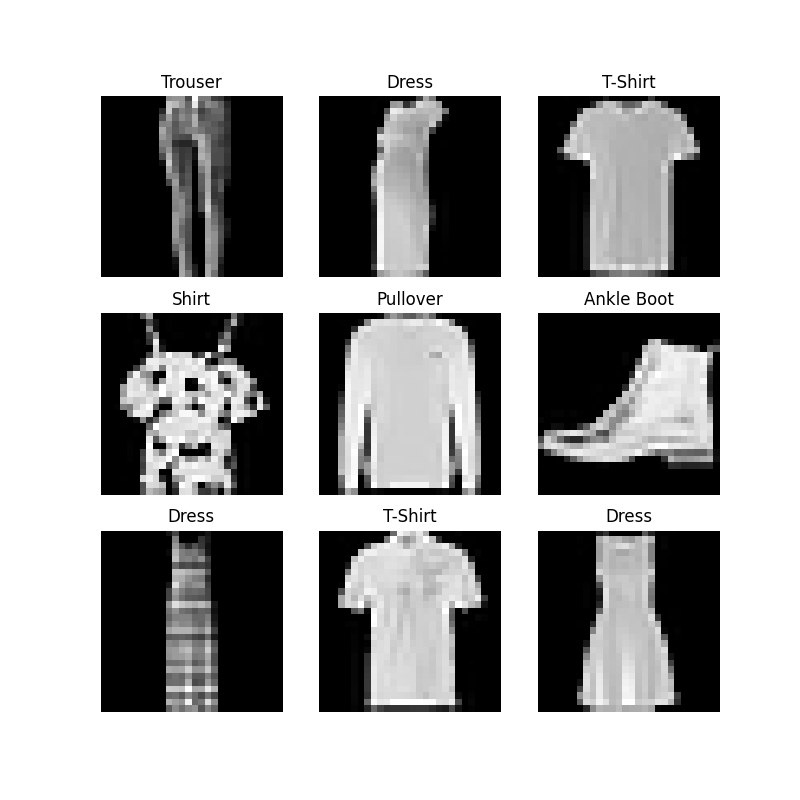 Trouser
Dress
T-Shirt
Shirt
Pullover
Ankle Boot
Dress
T-Shirt
Dress